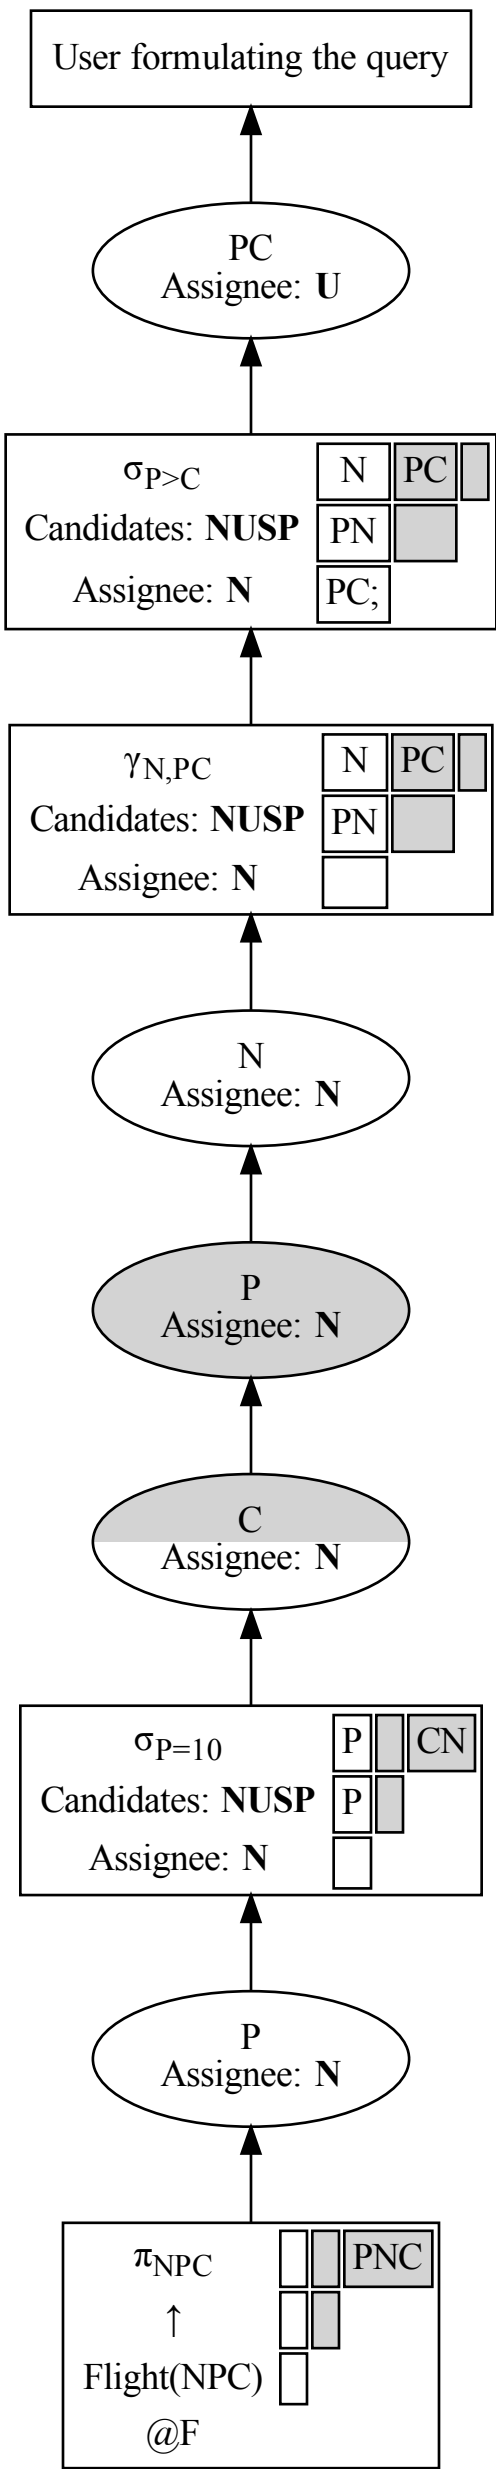 User formulating the query
PC
Assignee: U
σP>C N PC
Candidates: NUSP PN
Assignee: N PC;
γN,PC N PC
Candidates: NUSP PN
Assignee: N
N
Assignee: N
P
Assignee: N
C
Assignee: N
σP=10 P CN
Candidates: NUSP P
Assignee: N
P
Assignee: N
πNPC PNC
↑
Flight(NPC)
@F